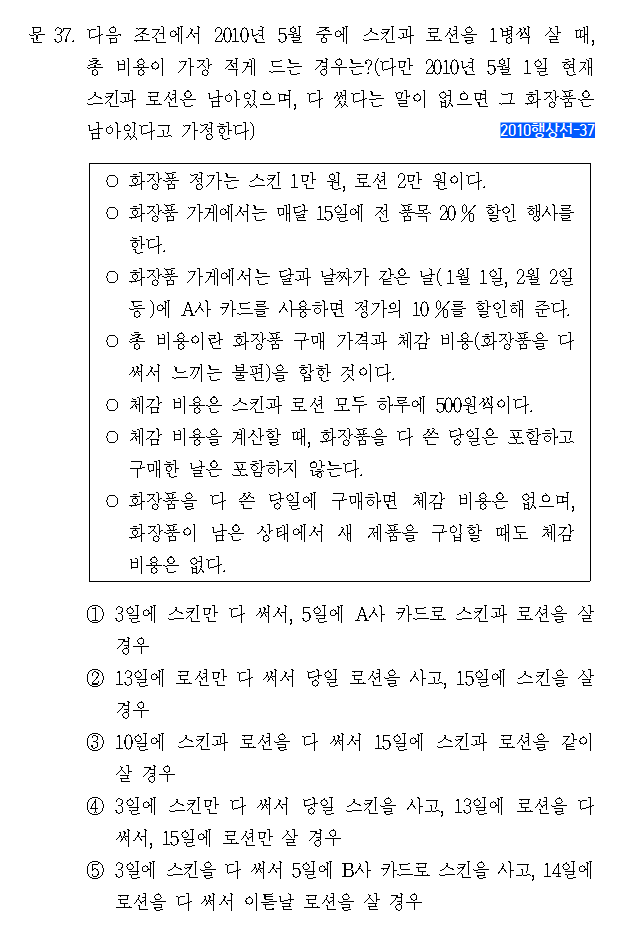 문 37. 다음 조건에서 2010년 5월 중에 스킨과 로션을 1병씩 살 때,
총 비용이 가장 적게 드는 경우는?(다만 2010년 5월 1일 현재
스킨과 로션은 남아있으며, 다 썼다는 말이 없으면 그 화장품은
남아있다고 가정한다) 2010행상선-37
○ 화장품 정가는 스킨 1만 원, 로션 2만 원이다.
○ 화장품 가게에서는 매달 15일에 전 품목 20% 할인 행사를
한다.
○ 화장품 가게에서는 달과 날짜가 같은 날(1월 1일, 2월 2일
등)에 A사 카드를 사용하면 정가의 10%를 할인해 준다.
○ 총 비용이란 화장품 구매 가격과 체감 비용(화장품을 다
써서 느끼는 불편)을 합한 것이다.
○ 체감 비용은 스킨과 로션 모두 하루에 500원씩이다.
○ 체감 비용을 계산할 때, 화장품을 다 쓴 당일은 포함하고
구매한 날은 포함하지 않는다.
○ 화장품을 다 쓴 당일에 구매하면 체감 비용은 없으며,
화장품이 남은 상태에서 새 제품을 구입할 때도 체감
비용은 없다.
① 3일에 스킨만 다 써서, 5일에 A사 카드로 스킨과 로션을 살
경우
② 13일에 로션만 다 써서 당일 로션을 사고, 15일에 스킨을 살
경우
③ 10일에 스킨과 로션을 다 써서 15일에 스킨과 로션을 같이
살 경우
④ 3일에 스킨만 다 써서 당일 스킨을 사고, 13일에 로션을 다
써서, 15일에 로션만 살 경우
⑤ 3일에 스킨을 다 써서 5일에 B사 카드로 스킨을 사고, 14일에
로션을 다 써서 이튿날 로션을 살 경우